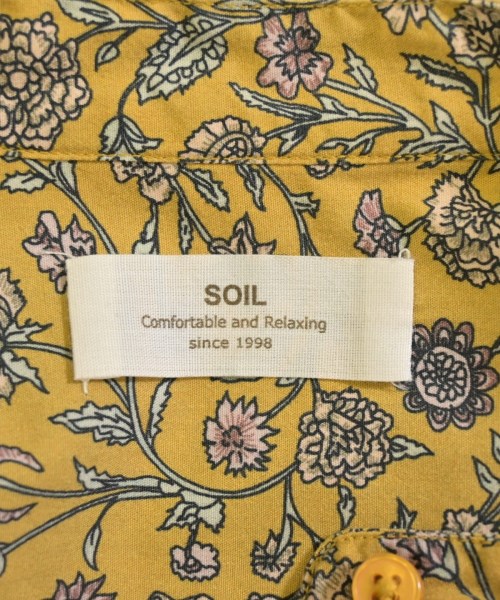 SOIL
Comfortable and Relaxing
since 1998